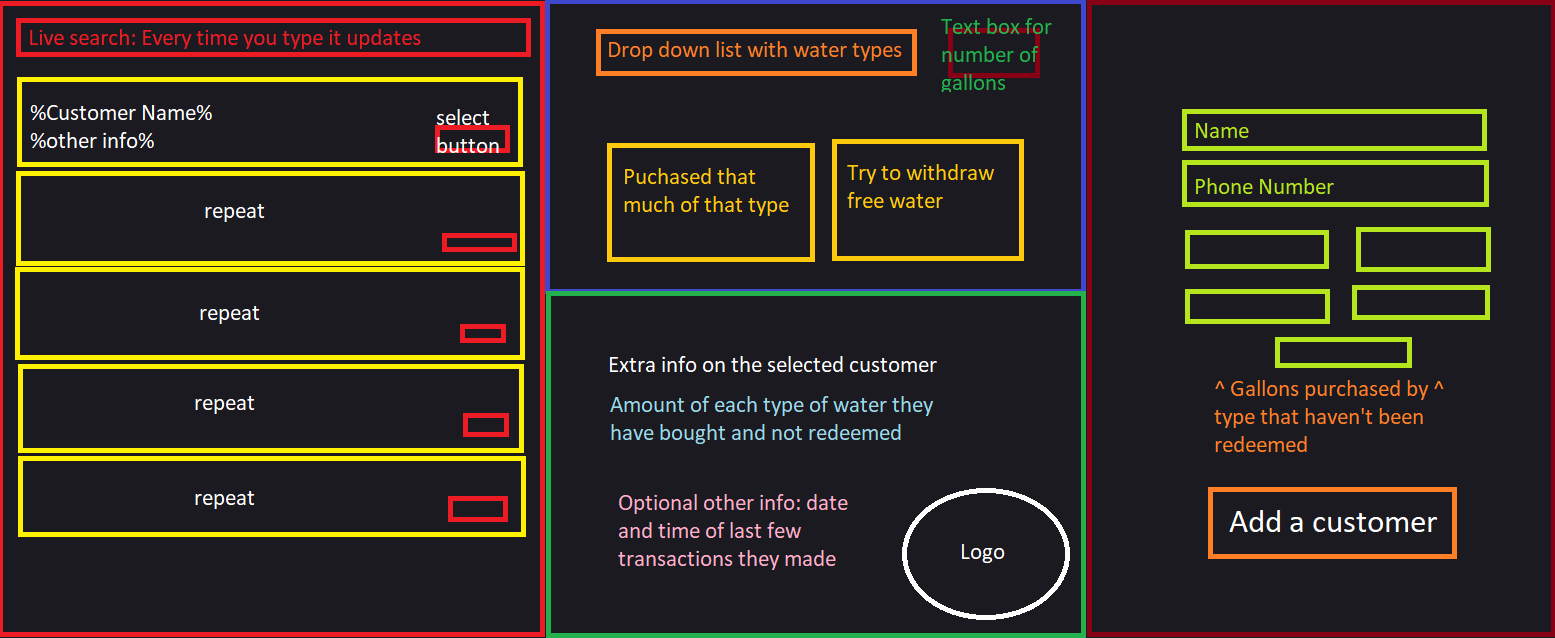 Live search: Every time you type it updates
%Customer Name%
%other info%
select
button
repeat
repeat
repeat
repeat
Drop down list with water types
Text box for
number of
gallons
Puchased that
much of that type
Try to withdraw
free water
Extra info on the selected customer
Amount of each type of water they
have bought and not redeemed
Optional other info: date
and time of last few
transactions they made
Logo
Name
Phone Number
^ Gallons purchased by ^
type that haven't been
redeemed
Add a customer